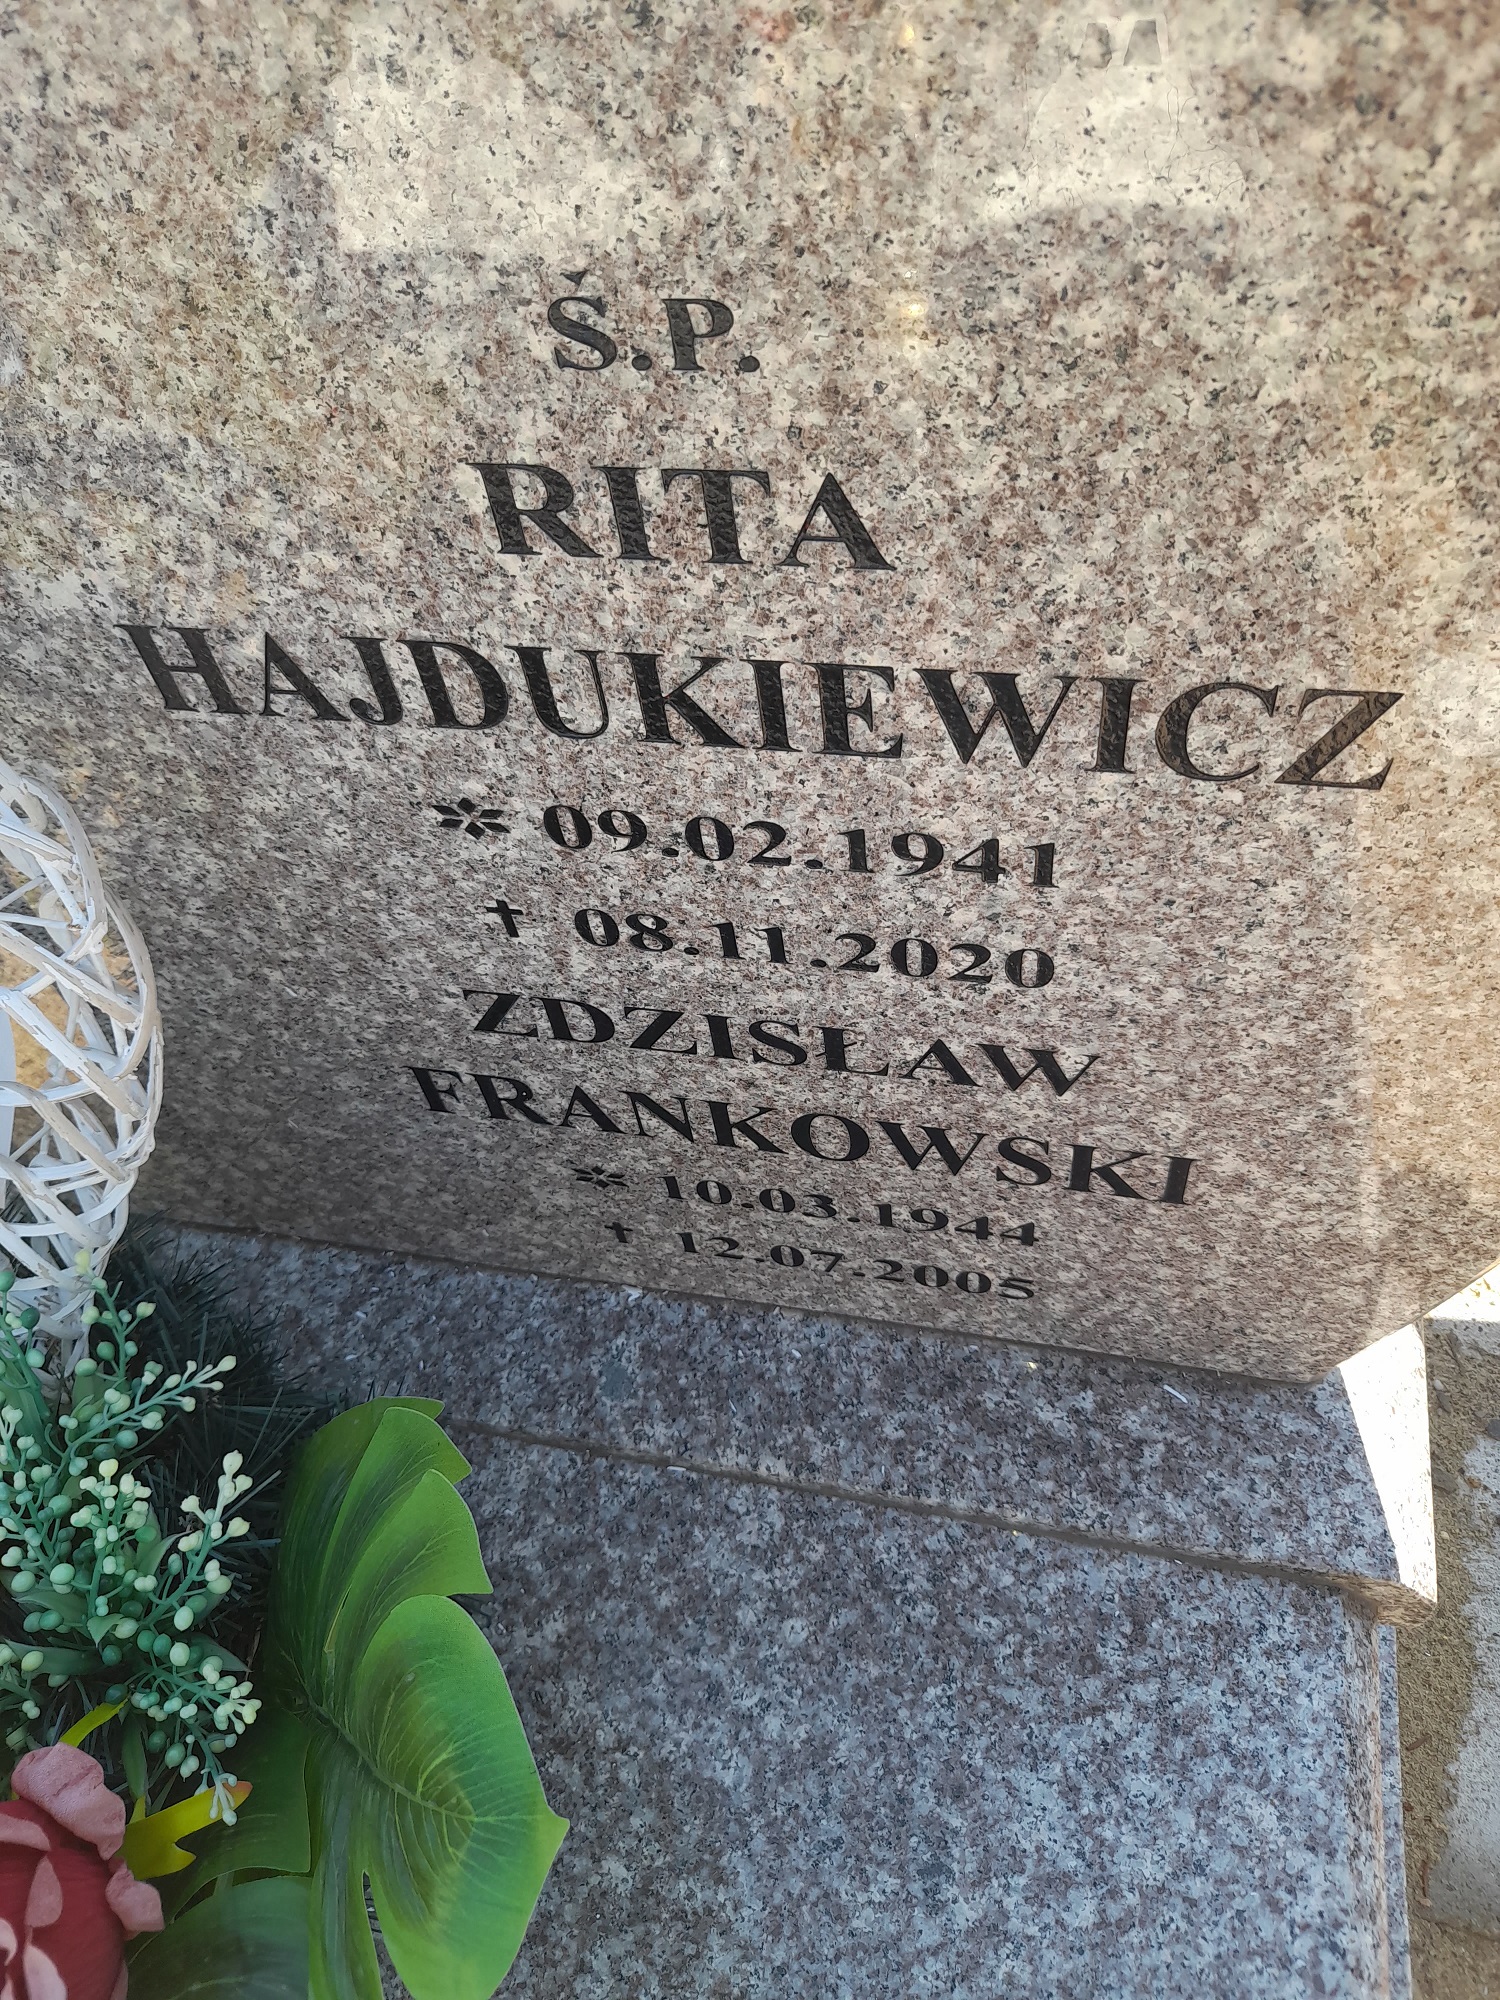 Ś.P.
RITA
HAJDUKIEWICZ
* 09.02.1941
✝ 08.11.2020
ZDZISŁAW
FRANKOWSKI
* 10.03.1944
✝ 12.07.2005